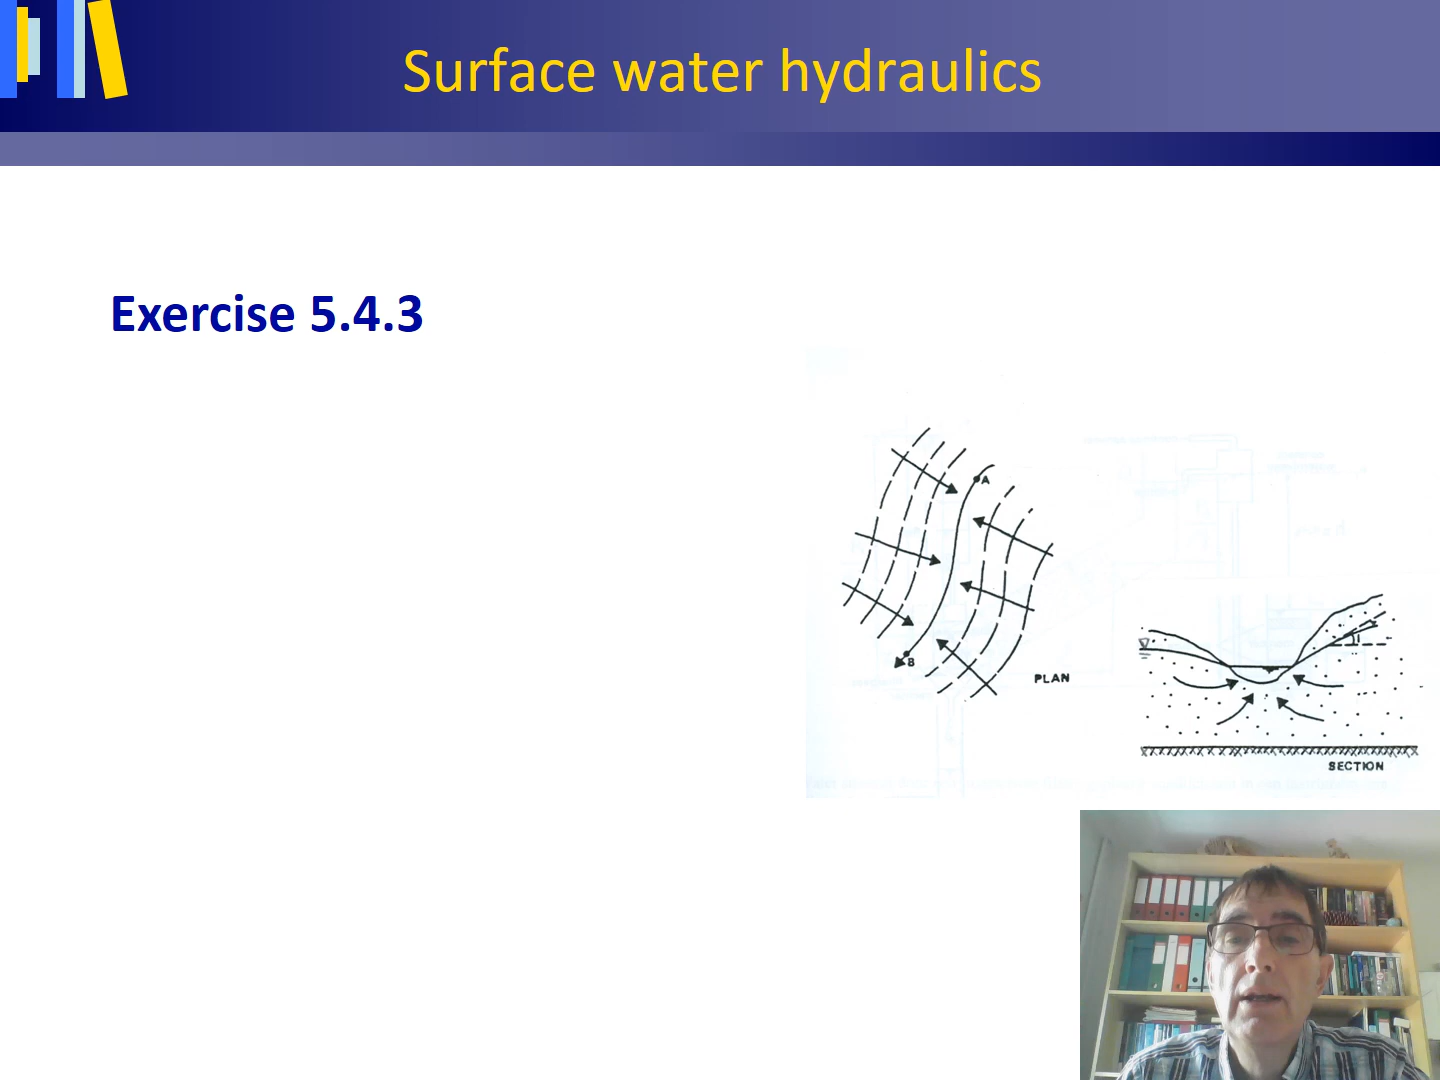 Surface water hydraulics
Exercise 5.4.3
A
B
PLAN
i
SECTION